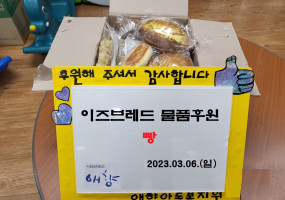 후원해 주셔서 감사합니다
이즈브레드 물품후원
빵
2023.03.06.(일)
애향
애향아동복지원